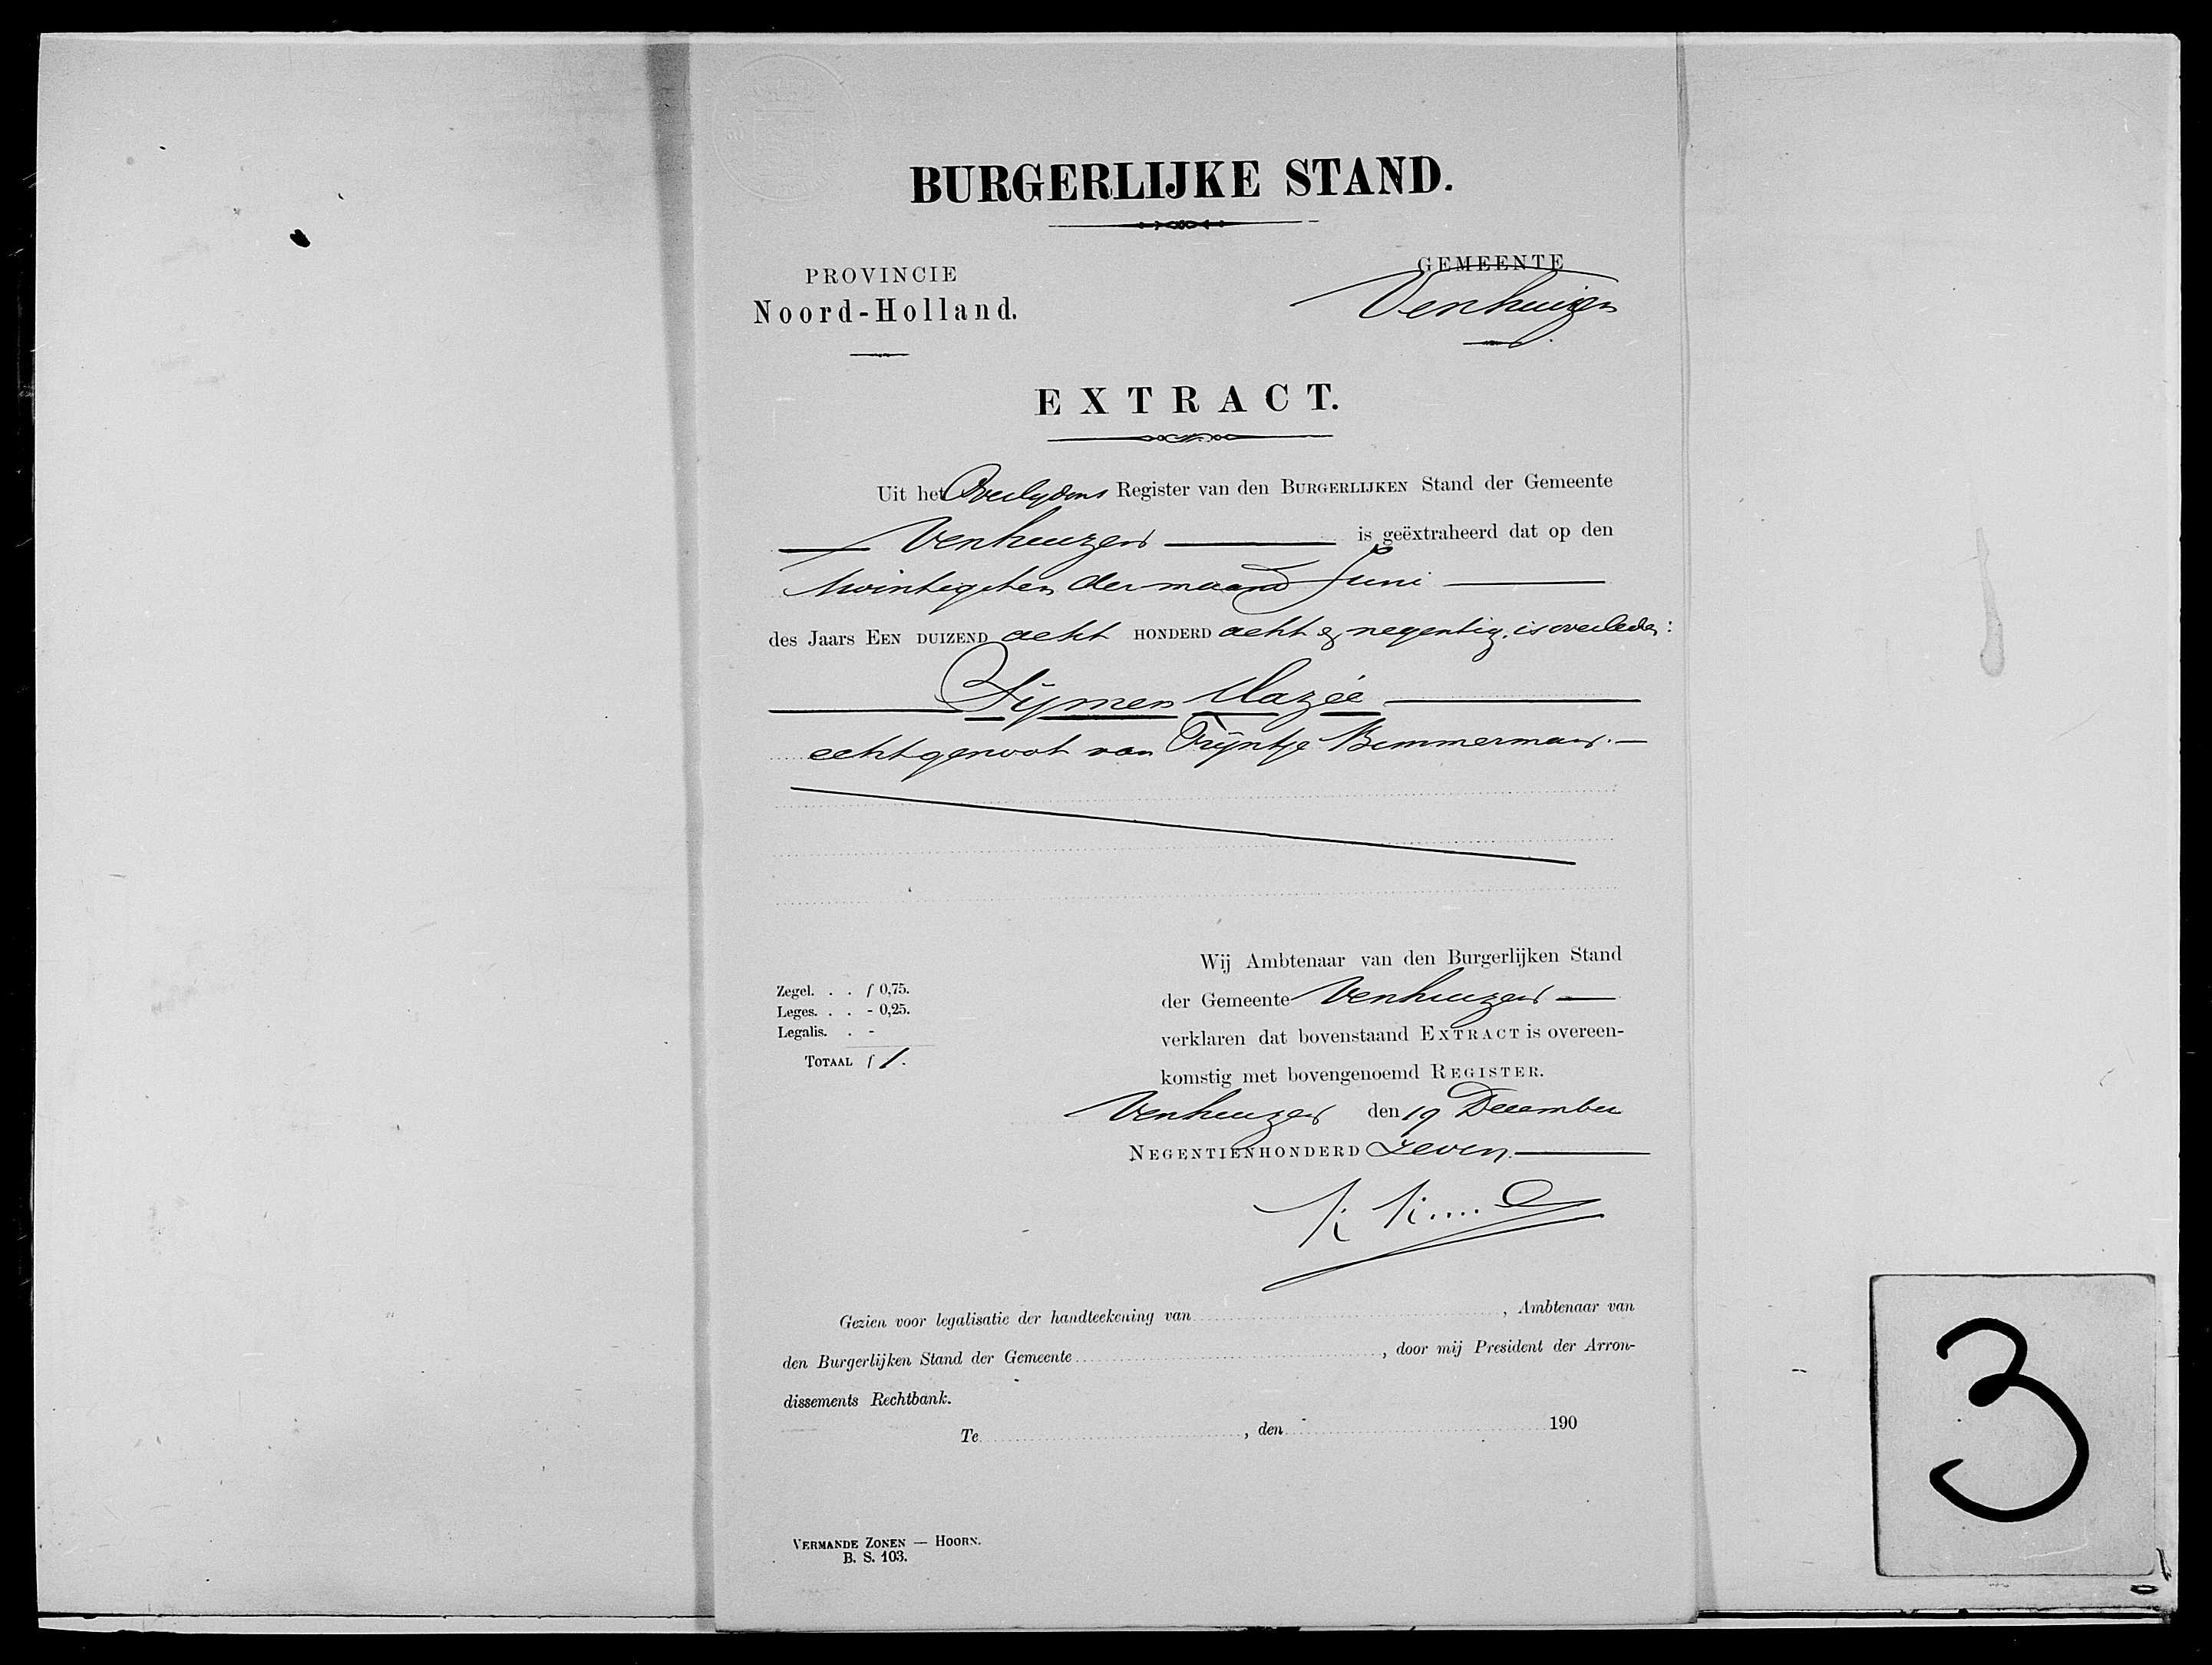 BURGERLIJKE STAND.
PROVINCIE
Noord-Holland.
GEMEENTE
Venhuizen
EXTRACT.
Uit het Overlijdens Register van den BURGERLIJKEN Stand der Gemeente
Venhuizen is geëxtraheerd dat op den
twintigsten der maand Juni
des Jaars EEN DUIZEND acht HONDERD acht en negentig, is overleden:
Sijmen Mazée
echtgenoot van Trijntje Bimmerman.
Zegel. . . f 0,75.
Leges. . . - 0,25.
Legalis. . -
TOTAAL f 1.
Wij Ambtenaar van den Burgerlijken Stand
der Gemeente Venhuizen
verklaren dat bovenstaand EXTRACT is overeen-
komstig met bovengenoemd REGISTER.
Venhuizen den 19 December
NEGENTIENHONDERD Zeven.
Gezien voor legalisatie der handteekening van , Ambtenaar van
den Burgerlijken Stand der Gemeente , door mij President der Arron-
dissements Rechtbank.
Te , den 190
VERMANDE ZONEN — HOORN.
B. S. 103.
3